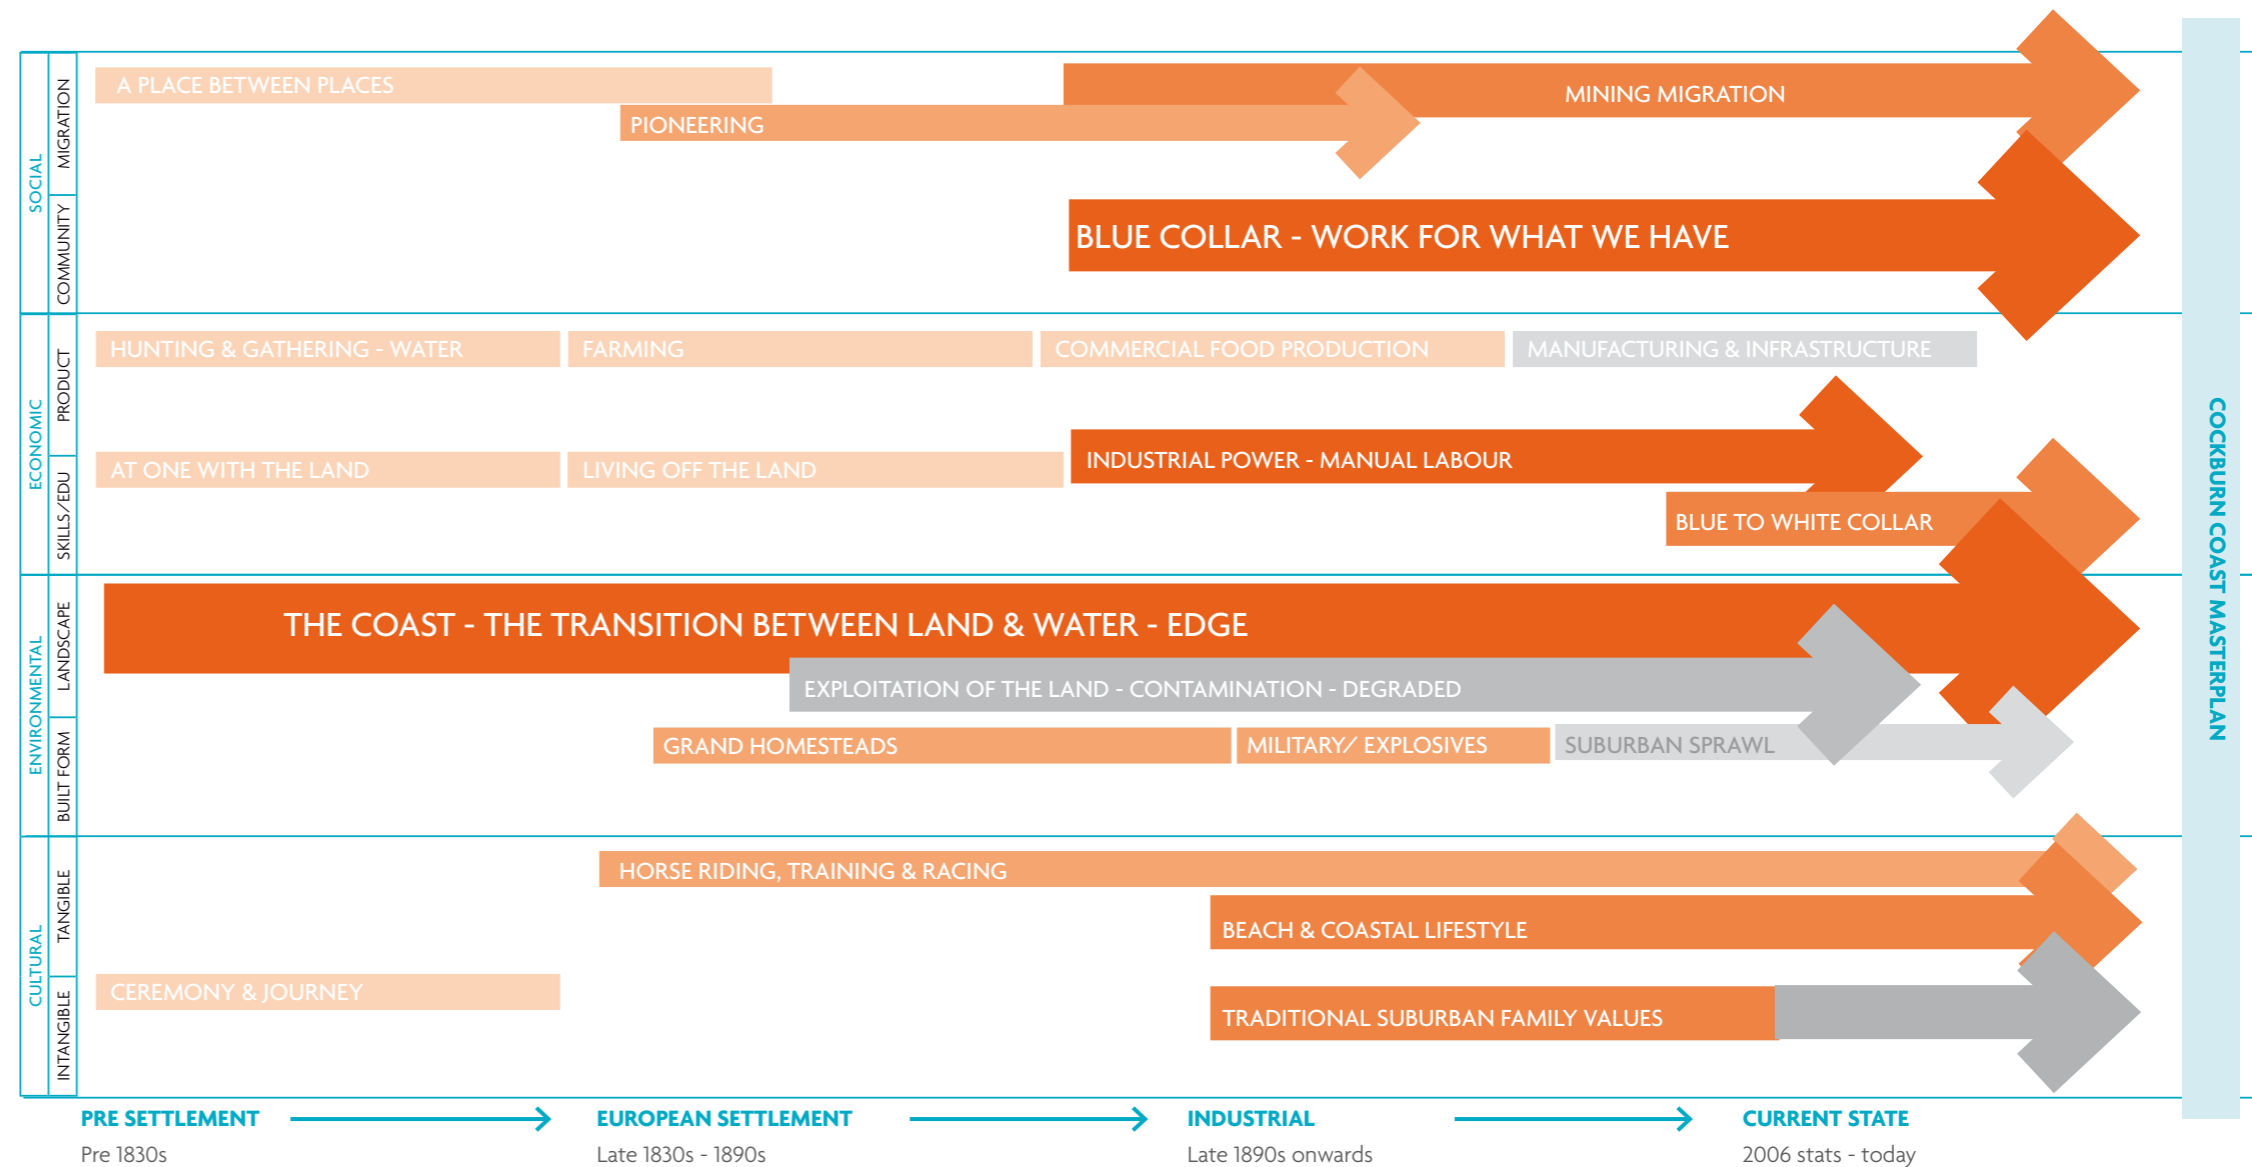 SOCIAL
MIGRATION
A PLACE BETWEEN PLACES
PIONEERING
MINING MIGRATION
COMMUNITY
BLUE COLLAR - WORK FOR WHAT WE HAVE
ECONOMIC
PRODUCT
HUNTING & GATHERING - WATER
FARMING
COMMERCIAL FOOD PRODUCTION
MANUFACTURING & INFRASTRUCTURE
SKILLS/EDU
AT ONE WITH THE LAND
LIVING OFF THE LAND
INDUSTRIAL POWER - MANUAL LABOUR
BLUE TO WHITE COLLAR
ENVIRONMENTAL
LANDSCAPE
THE COAST - THE TRANSITION BETWEEN LAND & WATER - EDGE
EXPLOITATION OF THE LAND - CONTAMINATION - DEGRADED
BUILT FORM
GRAND HOMESTEADS
MILITARY/ EXPLOSIVES
SUBURBAN SPRAWL
CULTURAL
TANGIBLE
HORSE RIDING, TRAINING & RACING
BEACH & COASTAL LIFESTYLE
INTANGIBLE
CEREMONY & JOURNEY
TRADITIONAL SUBURBAN FAMILY VALUES
COCKBURN COAST MASTERPLAN
PRE SETTLEMENT
Pre 1830s
EUROPEAN SETTLEMENT
Late 1830s - 1890s
INDUSTRIAL
Late 1890s onwards
CURRENT STATE
2006 stats - today